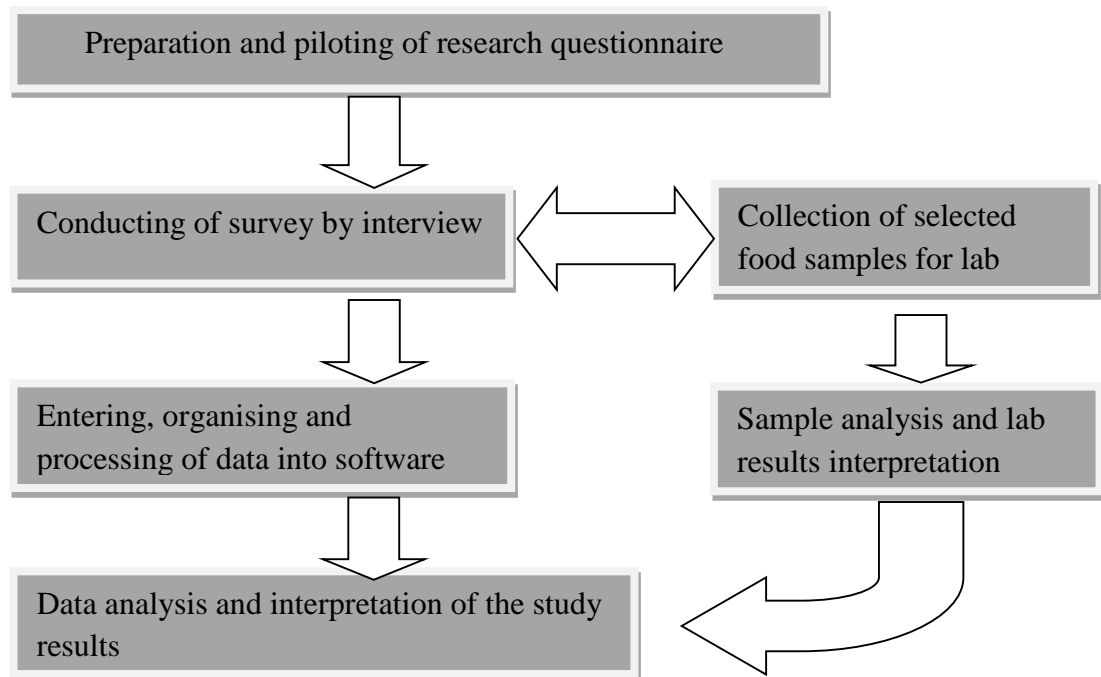 Preparation and piloting of research questionnaire
Conducting of survey by interview
Collection of selected
food samples for lab
Entering, organising and
processing of data into software
Sample analysis and lab
results interpretation
Data analysis and interpretation of the study
results